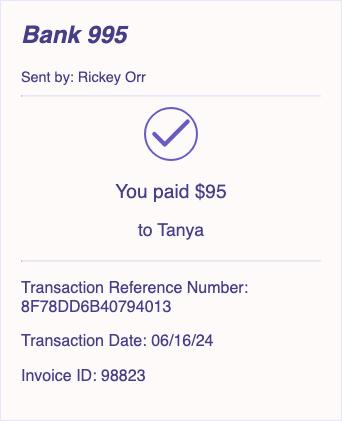 Bank 995
Sent by: Rickey Orr
You paid $95
to Tanya
Transaction Reference Number:
8F78DD6B40794013
Transaction Date: 06/16/24
Invoice ID: 98823